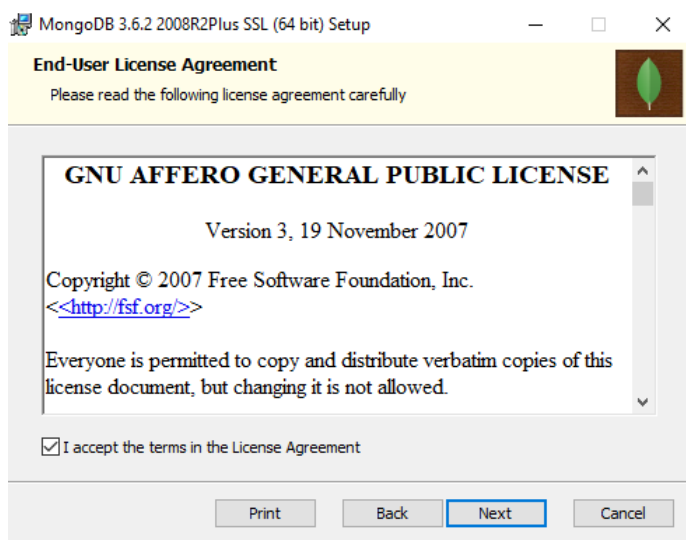 MongoDB 3.6.2 2008R2Plus SSL (64 bit) Setup
End-User License Agreement
Please read the following license agreement carefully
GNU AFFERO GENERAL PUBLIC LICENSE
Version 3, 19 November 2007
Copyright © 2007 Free Software Foundation, Inc.
<<http://fsf.org/>>
Everyone is permitted to copy and distribute verbatim copies of this
license document, but changing it is not allowed.
I accept the terms in the License Agreement
Print Back Next Cancel